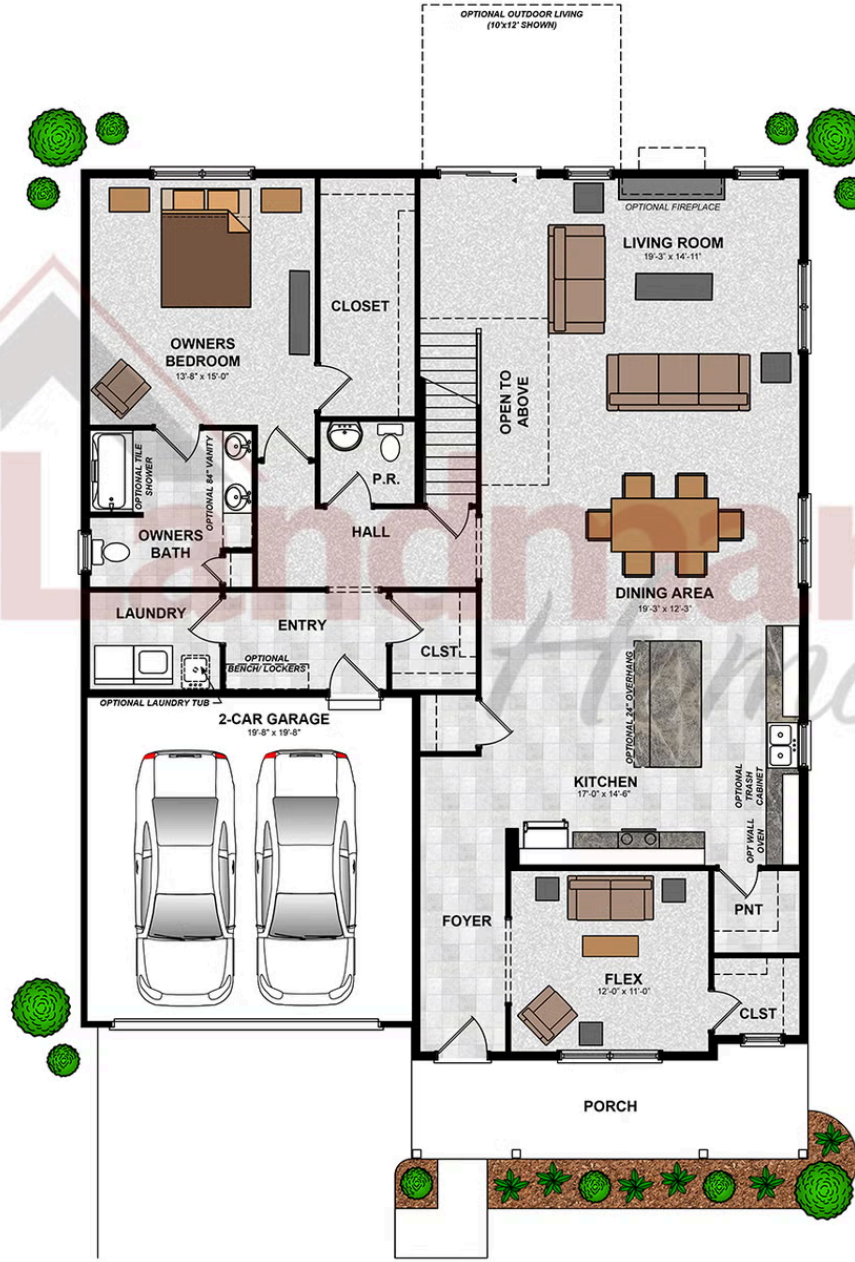 OPTIONAL OUTDOOR LIVING
(10'x12' SHOWN)
OPTIONAL FIREPLACE
LIVING ROOM
19'-3" x 14'-11"
CLOSET
OWNERS
BEDROOM
13'-8" x 15'-0"
OPEN TO
ABOVE
OPTIONAL TILE
SHOWER
OPTIONAL 84" VANITY
P.R.
OWNERS
BATH
HALL
DINING AREA
19'-3" x 12'-3"
LAUNDRY
ENTRY
CLST
OPTIONAL
BENCH/ LOCKERS
OPTIONAL LAUNDRY TUB
2-CAR GARAGE
19'-8" x 19'-8"
OPTIONAL 24" OVERHANG
KITCHEN
17'-0" x 14'-6"
OPTIONAL
TRASH
CABINET
OPT WALL
OVEN
PNT
FOYER
FLEX
12'-0" x 11'-0"
CLST
PORCH
Landmar
Hom